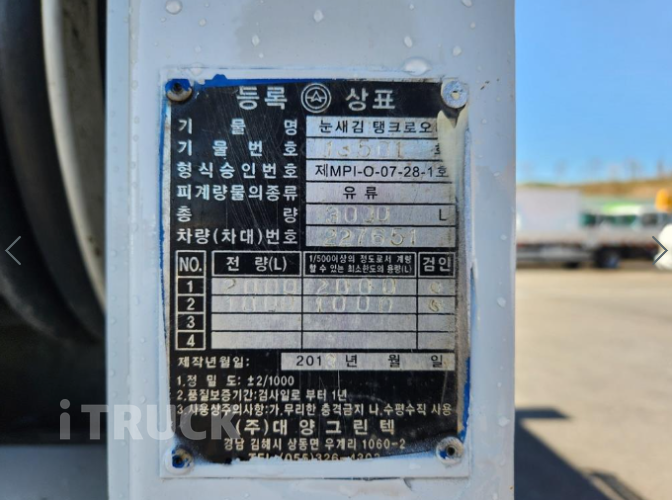 등록 상표
기물명 눈새김 탱크로오
기물번호 호
형식승인번호 제MPI-O-07-28-1호
피계량물의종류 유류
총량 L
차량(차대)번호
NO. 전량(L) 1/500이상의 정도로서 계량할 수 있는 최소한도의 용량(L) 검인
1 2000 2000
2 1000
3
4
제작년월일: 201 년 월 일
1.정밀도: ±2/1000
2.품질보증기간:검사일로 부터 1년
3.사용상주의사항:가.무리한 충격금지 나.수평수직 사용
(주)대양그린텍
경남 김해시 상동면 우계리 1060-2
TEL:(055)326-
iTRUCK